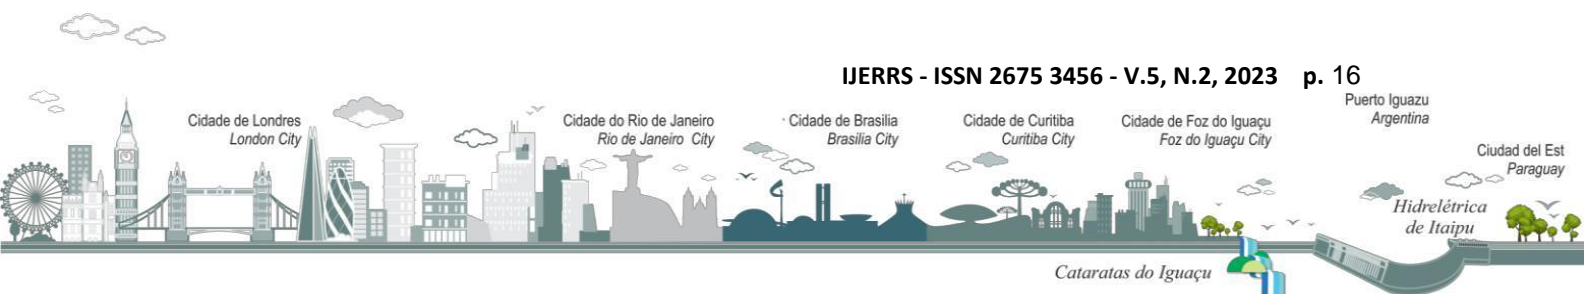 IJERRS - ISSN 2675 3456 - V.5, N.2, 2023 p. 16
Cidade de Londres
London City
Cidade do Rio de Janeiro
Rio de Janeiro City
Cidade de Brasilia
Brasilia City
Cidade de Curitiba
Curitiba City
Cidade de Foz do Iguaçu
Foz do Iguaçu City
Puerto Iguazu
Argentina
Ciudad del Est
Paraguay
Hidrelétrica
de Itaipu
Cataratas do Iguaçu